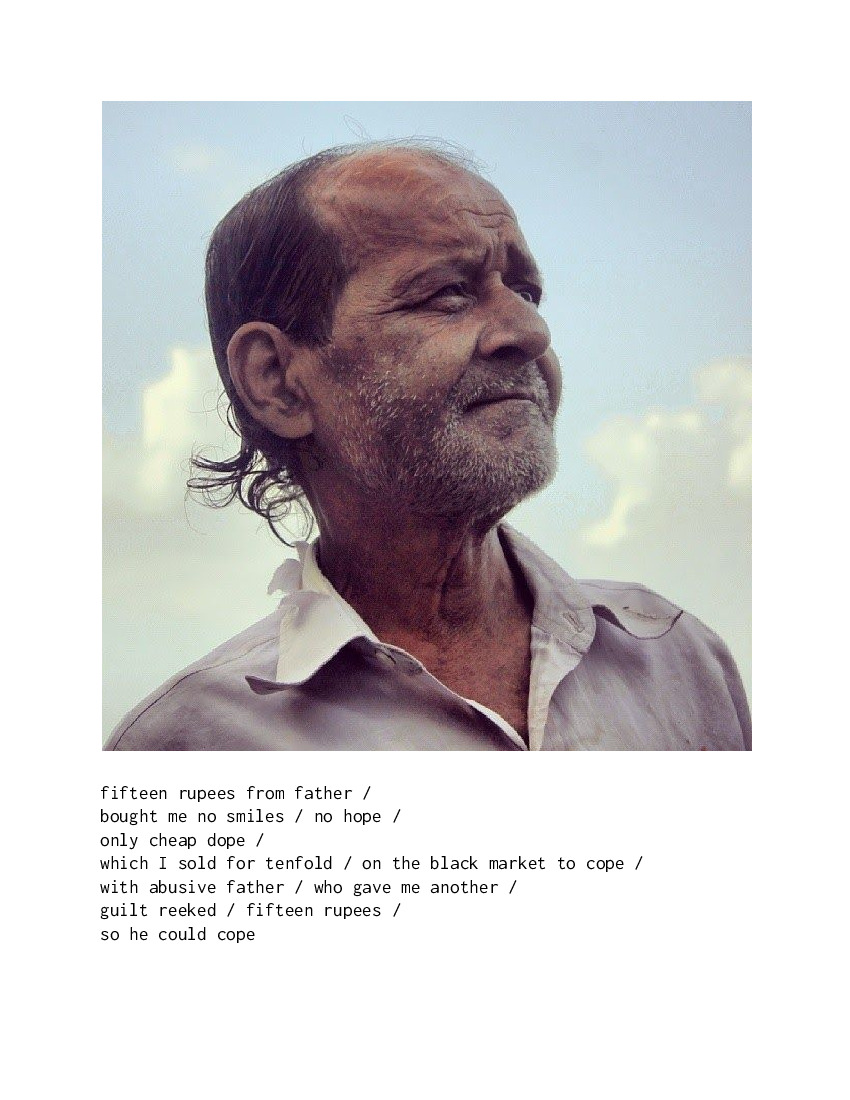 fifteen rupees from father /
bought me no smiles / no hope /
only cheap dope /
which I sold for tenfold / on the black market to cope /
with abusive father / who gave me another /
guilt reeked / fifteen rupees /
so he could cope